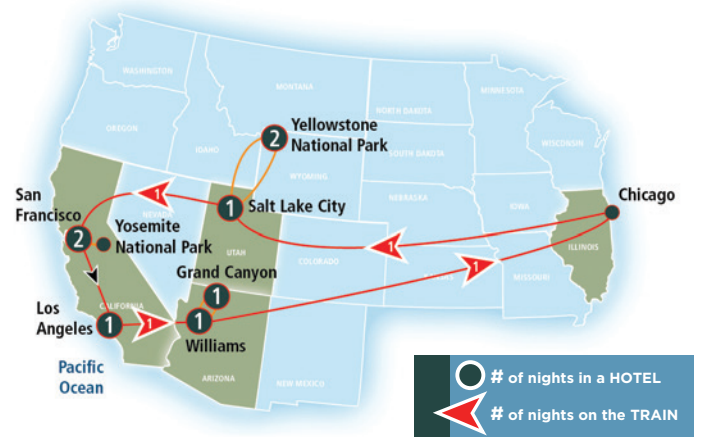 WASHINGTON
MONTANA
NORTH DAKOTA
MINNESOTA
OREGON
IDAHO
2
Yellowstone
National Park
SOUTH DAKOTA
WISCONSIN
WYOMING
San
Francisco
1
NEVADA
1
Salt Lake City
NEBRASKA
IOWA
Chicago
2
Yosemite
National Park
UTAH
1
ILLINOIS
COLORADO
Grand Canyon
1
1
MISSOURI
CALIFORNIA
Los
Angeles
1
1
1
Williams
Pacific
Ocean
ARIZONA
NEW MEXICO
# of nights in a HOTEL
# of nights on the TRAIN